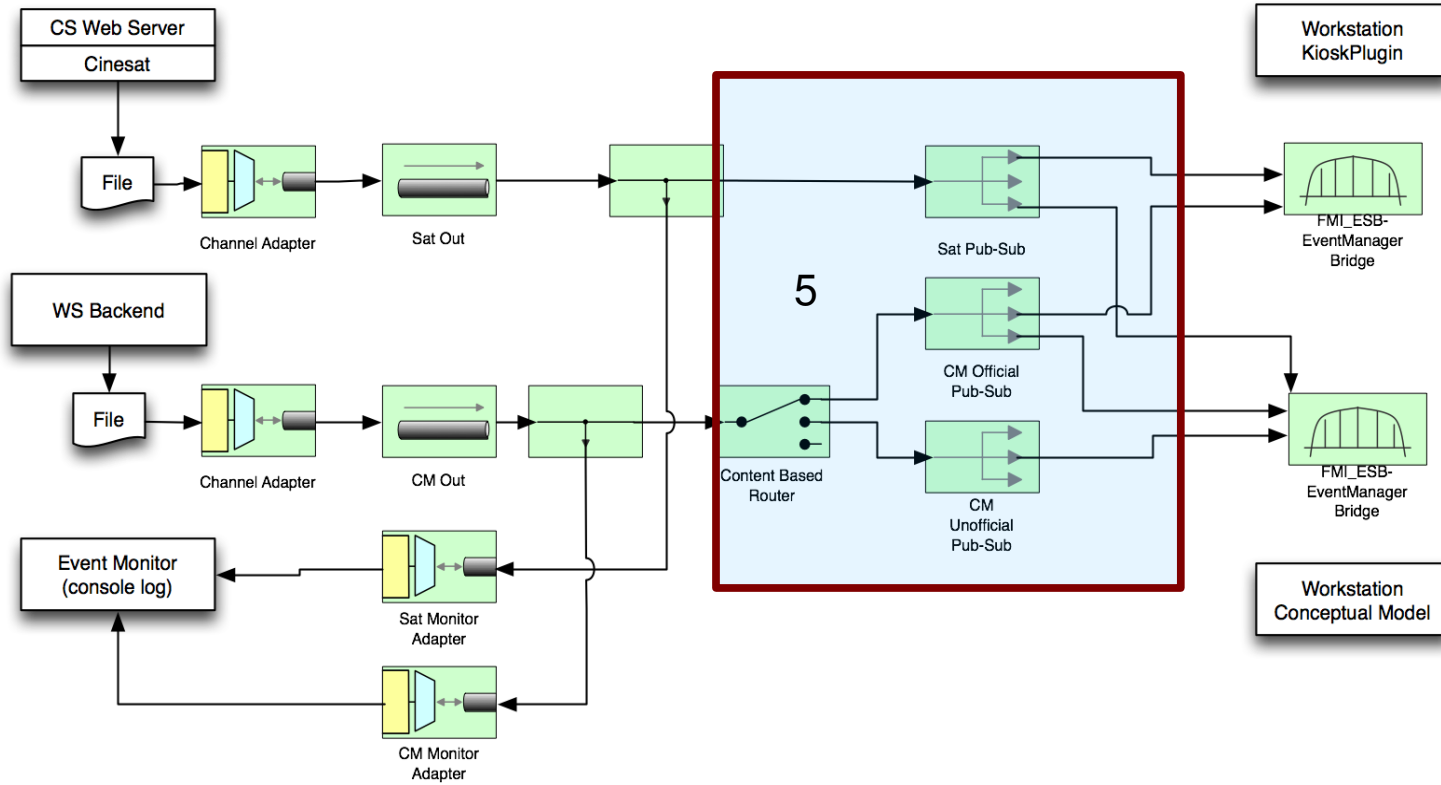 CS Web Server
Cinesat
Workstation
KioskPlugin
File
Channel Adapter
Sat Out
Sat Pub-Sub
FMI_ESB-
EventManager
Bridge
WS Backend
5
File
Channel Adapter
CM Out
Content Based
Router
CM Official
Pub-Sub
CM
Unofficial
Pub-Sub
FMI_ESB-
EventManager
Bridge
Event Monitor
(console log)
Sat Monitor
Adapter
CM Monitor
Adapter
Workstation
Conceptual Model